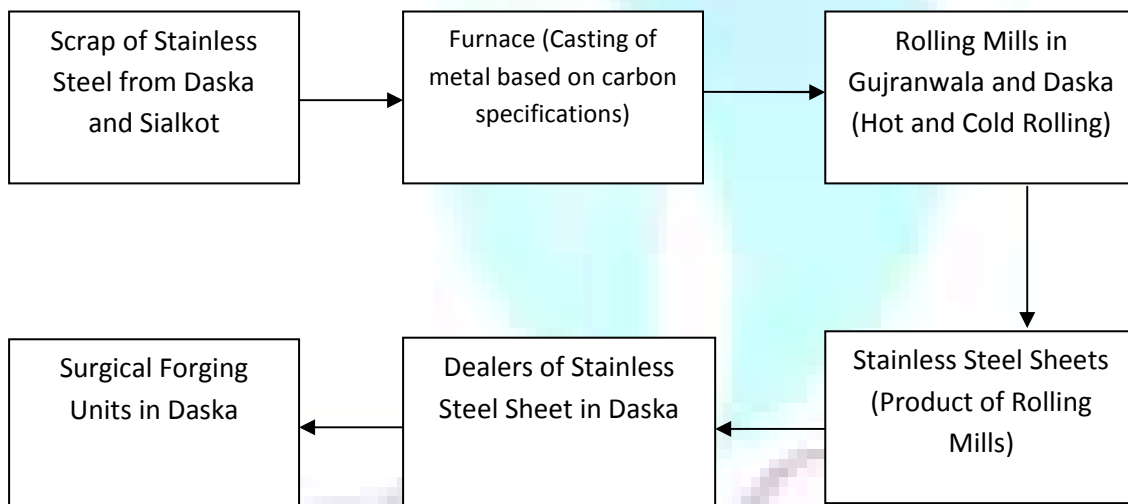 Scrap of Stainless
Steel from Daska
and Sialkot
Furnace (Casting of
metal based on carbon
specifications)
Rolling Mills in
Gujranwala and Daska
(Hot and Cold Rolling)
Stainless Steel Sheets
(Product of Rolling
Mills)
Dealers of Stainless
Steel Sheet in Daska
Surgical Forging
Units in Daska